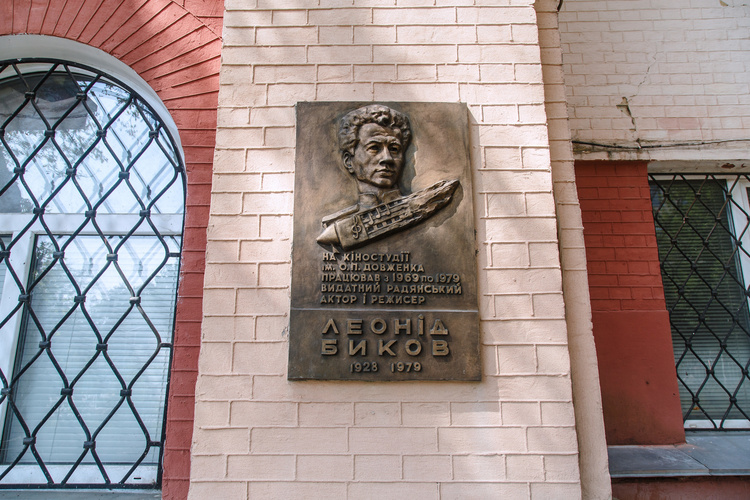 НА КІНОСТУДІЇ
ІМ. О.П. ДОВЖЕНКА
ПРАЦЮВАВ З 1969 ПО 1979
ВИДАТНИЙ РАДЯНСЬКИЙ
АКТОР І РЕЖИСЕР
ЛЕОНІД
БИКОВ
1928 1979